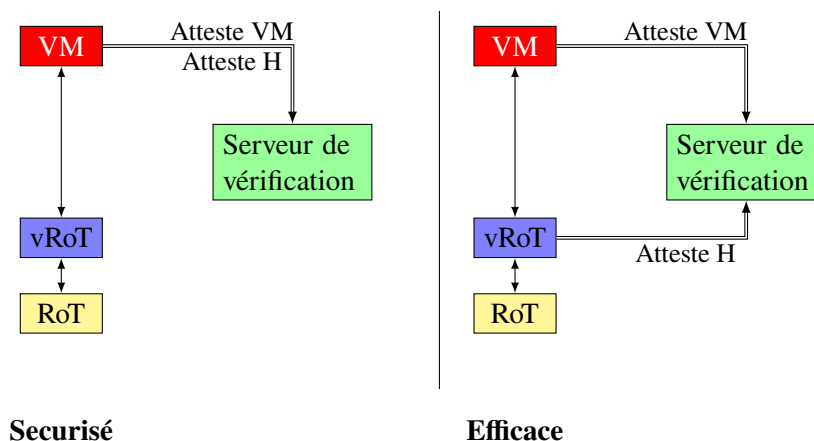 VM
Atteste VM
Atteste H
Serveur de
vérification
vRoT
RoT
Securisé
VM
Atteste VM
Serveur de
vérification
vRoT
Atteste H
RoT
Efficace